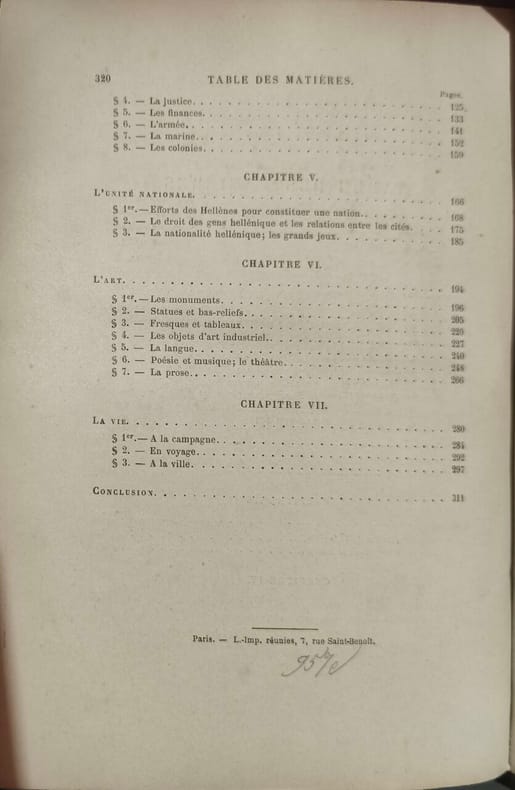 320 TABLE DES MATIÈRES.
Pages.
§ 4. — La justice. . . . . . . . . . . . . . . . . . . . 125
§ 5. — Les finances. . . . . . . . . . . . . . . . . . . . 133
§ 6. — L'armée. . . . . . . . . . . . . . . . . . . . 141
§ 7. — La marine. . . . . . . . . . . . . . . . . . . . 152
§ 8. — Les colonies. . . . . . . . . . . . . . . . . . . . 159
CHAPITRE V.
L'UNITÉ NATIONALE. . . . . . . . . . . . . . . . . . . . 166
§ 1er. — Efforts des Hellènes pour constituer une nation. . . . . . . . 168
§ 2. — Le droit des gens hellénique et les relations entre les cités. 175
§ 3. — La nationalité hellénique; les grands jeux. . . . . . . . . . 185
CHAPITRE VI.
L'ART. . . . . . . . . . . . . . . . . . . . 194
§ 1er. — Les monuments. . . . . . . . . . . . . . . . . . . . 196
§ 2. — Statues et bas-reliefs. . . . . . . . . . . . . . . . . . . . 205
§ 3. — Fresques et tableaux. . . . . . . . . . . . . . . . . . . . 220
§ 4. — Les objets d'art industriel. . . . . . . . . . . . . . . . . . . . 227
§ 5. — La langue. . . . . . . . . . . . . . . . . . . . 240
§ 6. — Poésie et musique; le théâtre. . . . . . . . . . . . . . . . . 248
§ 7. — La prose. . . . . . . . . . . . . . . . . . . . 266
CHAPITRE VII.
LA VIE. . . . . . . . . . . . . . . . . . . . 280
§ 1er. — A la campagne. . . . . . . . . . . . . . . . . . . . 284
§ 2. — En voyage. . . . . . . . . . . . . . . . . . . . 292
§ 3. — A la ville. . . . . . . . . . . . . . . . . . . . 297
CONCLUSION. . . . . . . . . . . . . . . . . . . . 311
Paris. — L.-Imp. réunies, 7, rue Saint-Benoît.